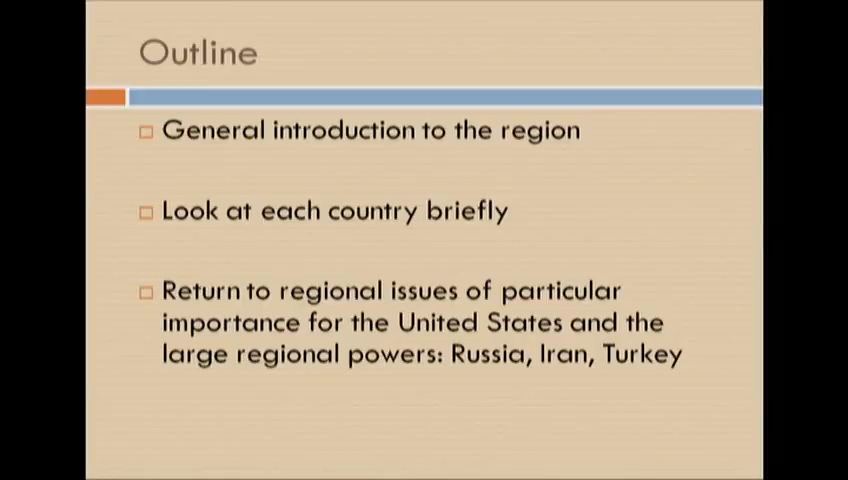 Outline
General introduction to the region
Look at each country briefly
Return to regional issues of particular
importance for the United States and the
large regional powers: Russia, Iran, Turkey